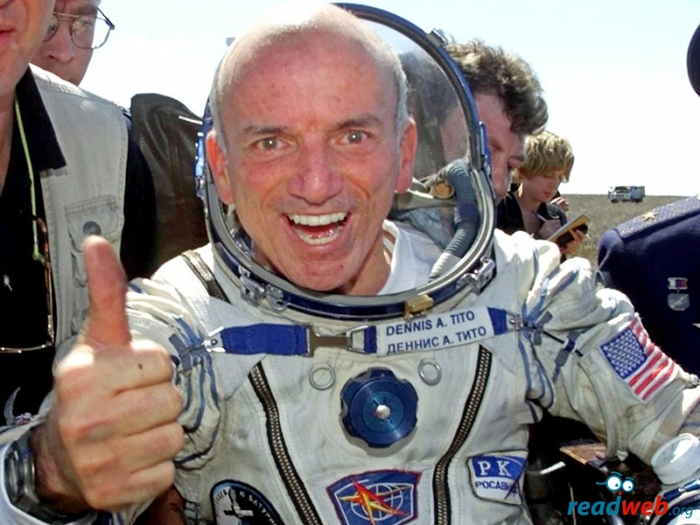 DENNIS A. TITO
ДЕННИС А. ТИТО
РК
РОСАВИА
readweb.org